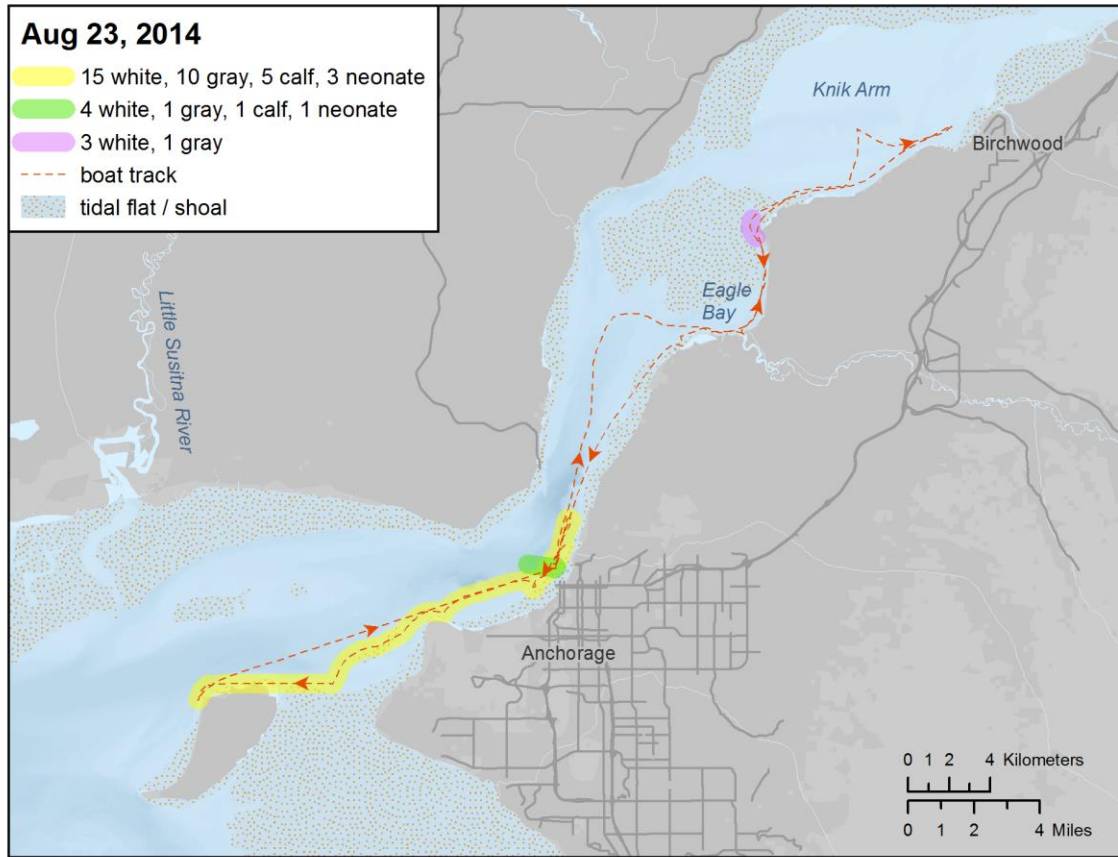 Aug 23, 2014
15 white, 10 gray, 5 calf, 3 neonate
4 white, 1 gray, 1 calf, 1 neonate
3 white, 1 gray
boat track
tidal flat / shoal
Knik Arm
Birchwood
Eagle
Bay
Little Susitna River
Anchorage
0 1 2 4 Kilometers
0 1 2 4 Miles